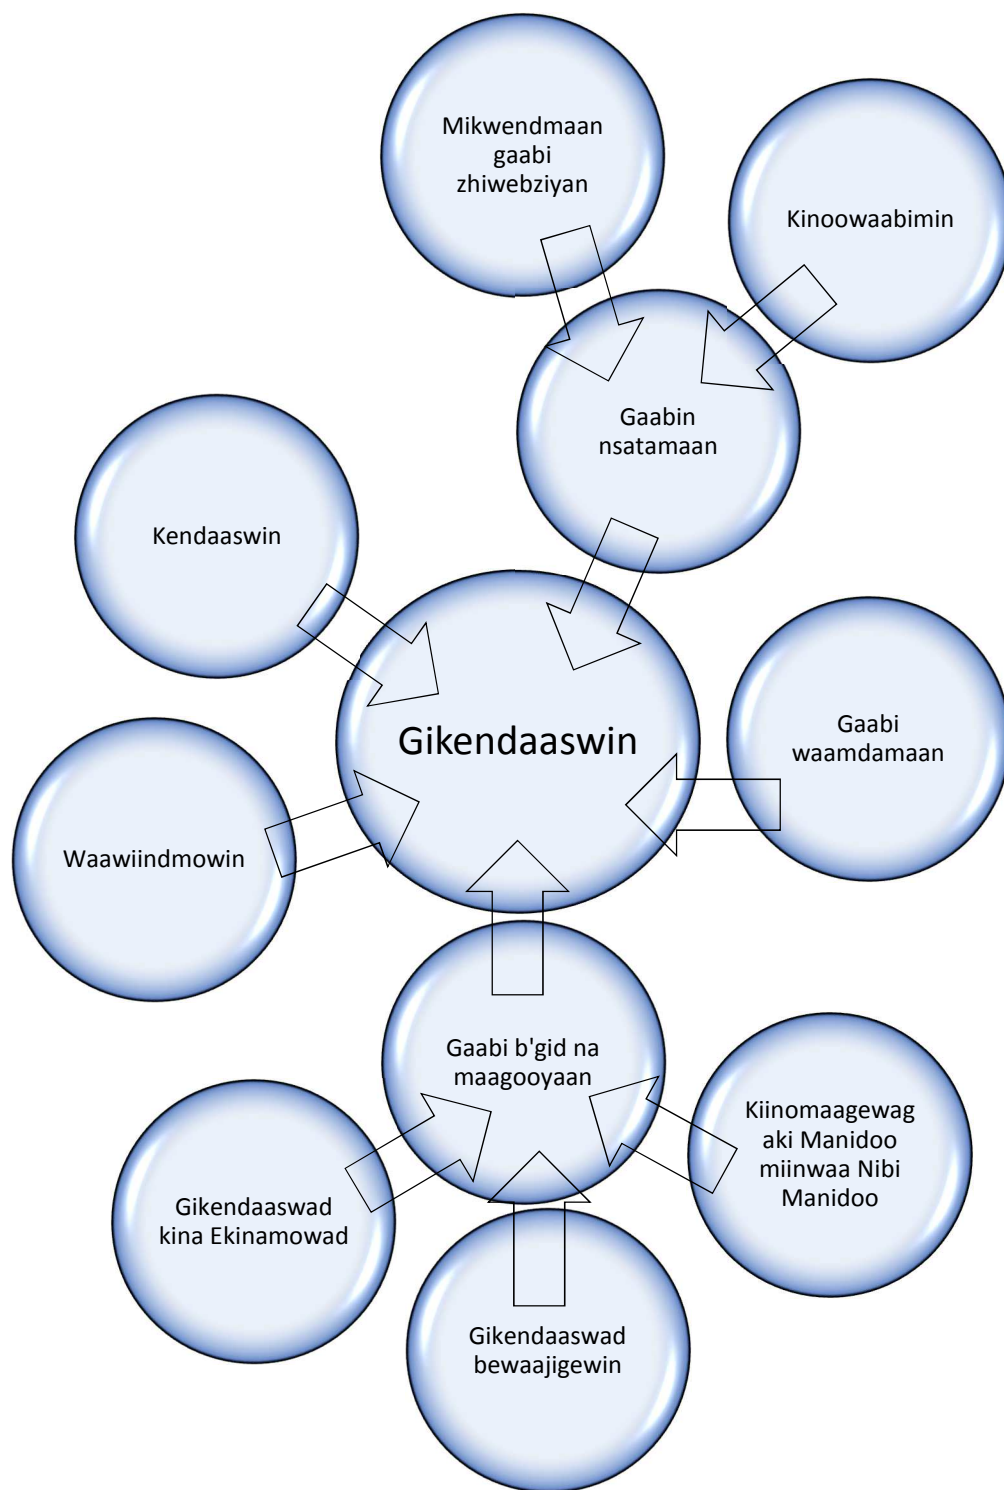 Mikwendmaan
gaabi
zhiwebziyan
Kinoowaabimin
Gaabin
nsatamaan
Kendaaswin
Gikendaaswin
Gaabi
waamdamaan
Waawiindmowin
Gaabi b'gid na
maagooyaan
Kiinomaagewag
aki Manidoo
miinwaa Nibi
Manidoo
Gikendaaswad
kina Ekinamowad
Gikendaaswad
bewaajigewin